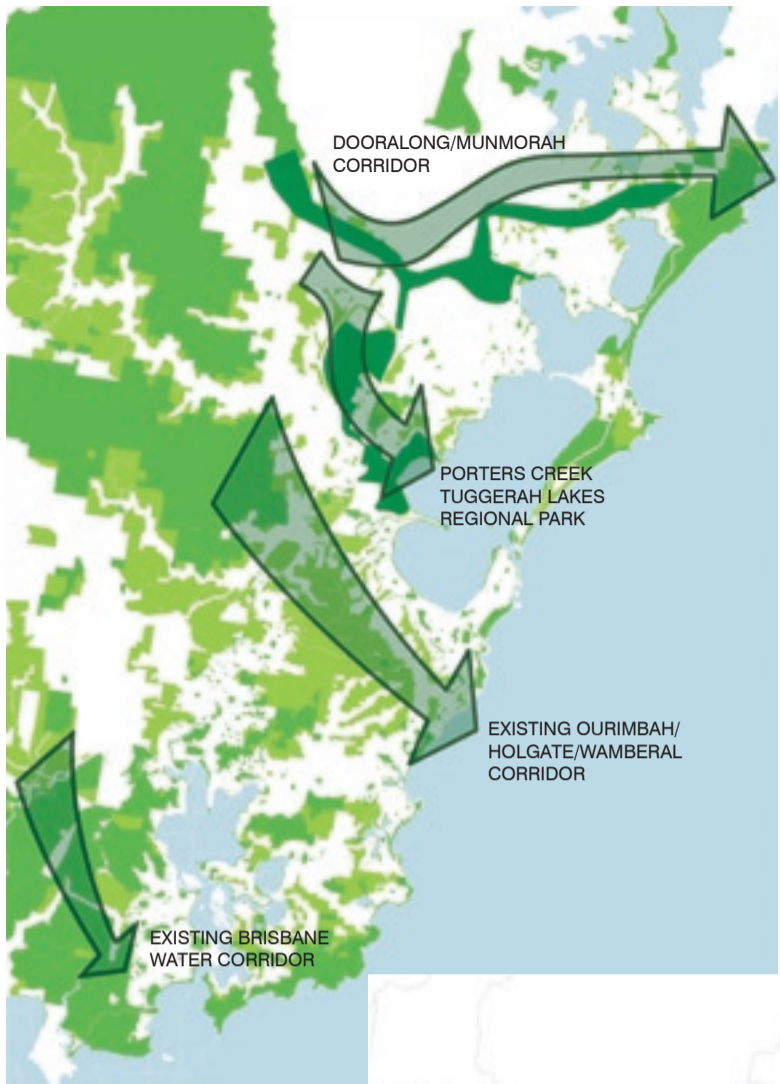 DOORALONG/MUNMORAH
CORRIDOR
PORTERS CREEK
TUGGERAH LAKES
REGIONAL PARK
EXISTING OURIMBAH/
HOLGATE/WAMBERAL
CORRIDOR
EXISTING BRISBANE
WATER CORRIDOR